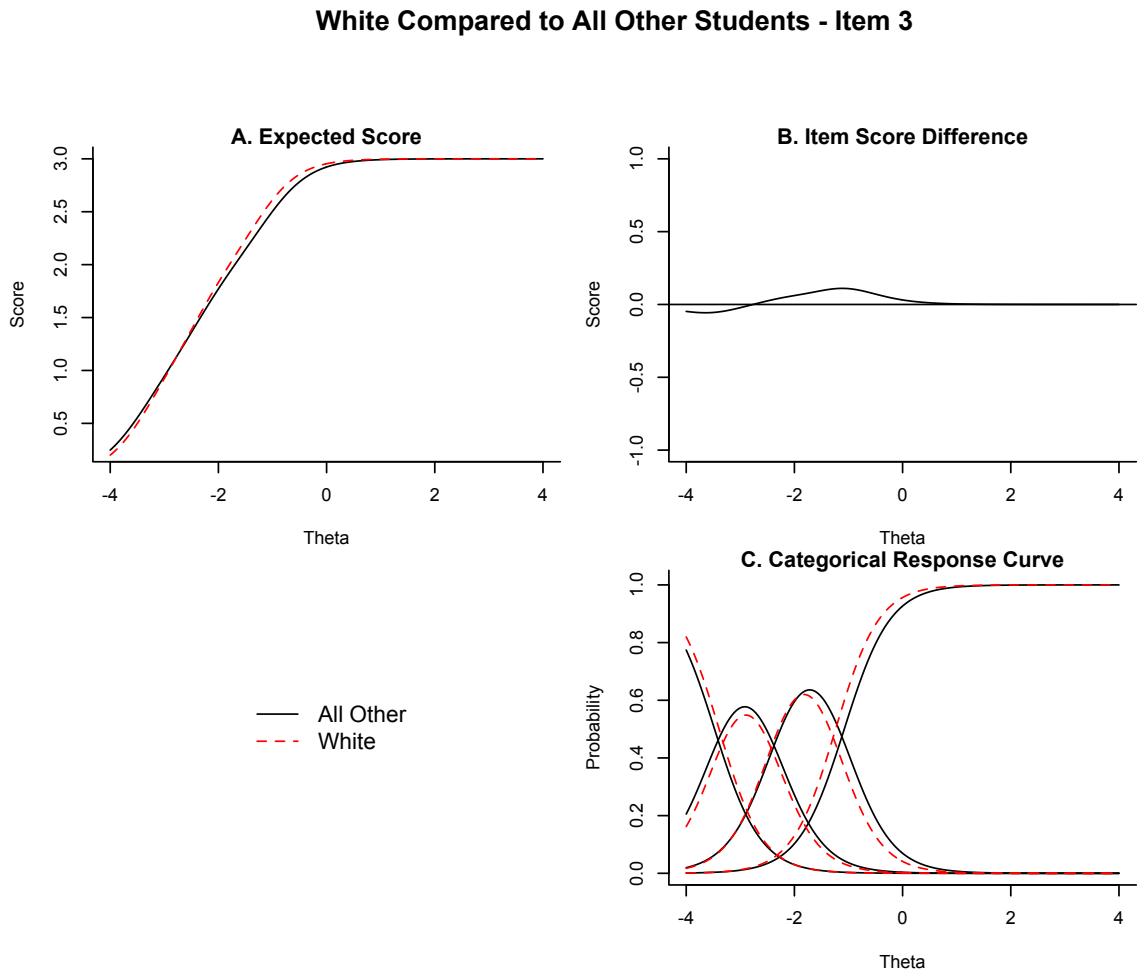 White Compared to All Other Students - Item 3
A. Expected Score
3.0
2.5
2.0
1.5
1.0
0.5
Score
-4
-2
0
2
4
Theta
B. Item Score Difference
1.0
0.5
0.0
-0.5
-1.0
Score
-4
-2
0
2
4
Theta
All Other
White
C. Categorical Response Curve
1.0
0.8
0.6
0.4
0.2
0.0
Probability
-4
-2
0
2
4
Theta